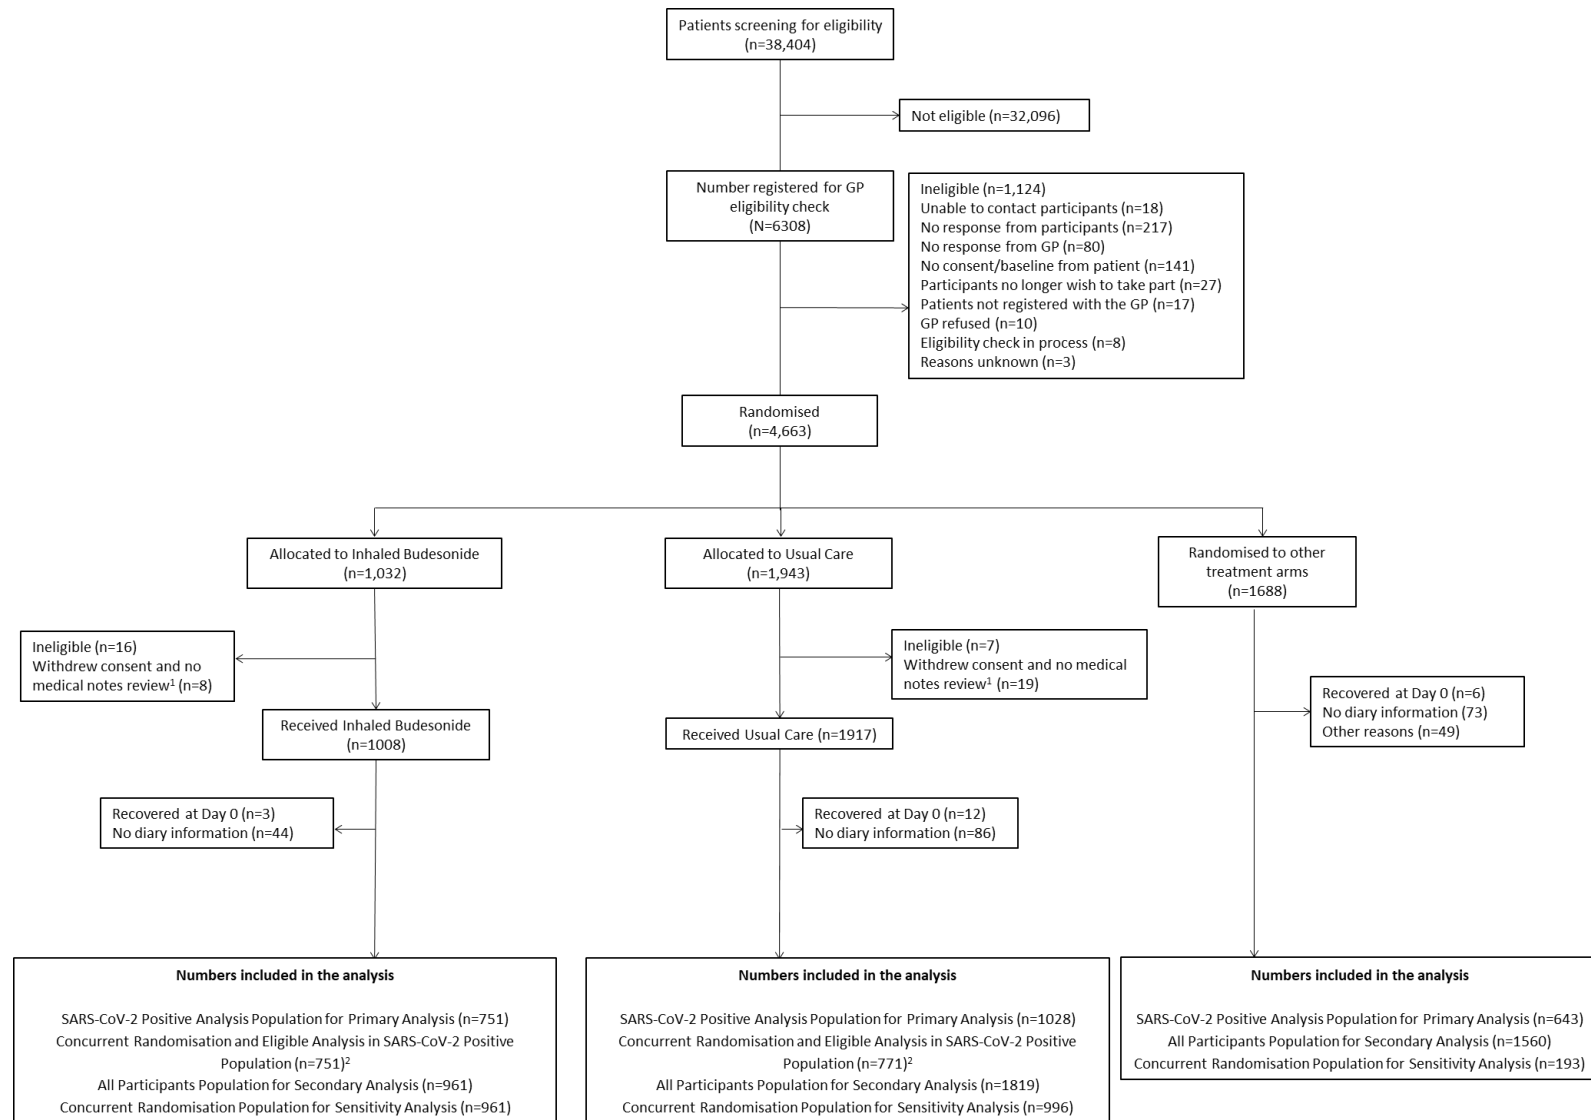 Patients screening for eligibility
(n=38,404)
Not eligible (n=32,096)
Number registered for GP
eligibility check
(N=6308)
Ineligible (n=1,124)
Unable to contact participants (n=18)
No response from participants (n=217)
No response from GP (n=80)
No consent/baseline from patient (n=141)
Participants no longer wish to take part (n=27)
Patients not registered with the GP (n=17)
GP refused (n=10)
Eligibility check in process (n=8)
Reasons unknown (n=3)
Randomised
(n=4,663)
Allocated to Inhaled Budesonide
(n=1,032)
Allocated to Usual Care
(n=1,943)
Randomised to other
treatment arms
(n=1688)
Ineligible (n=16)
Withdrew consent and no
medical notes review¹ (n=8)
Ineligible (n=7)
Withdrew consent and no medical
notes review¹ (n=19)
Recovered at Day 0 (n=6)
No diary information (73)
Other reasons (n=49)
Received Inhaled Budesonide
(n=1008)
Received Usual Care (n=1917)
Recovered at Day 0 (n=3)
No diary information (n=44)
Recovered at Day 0 (n=12)
No diary information (n=86)
Numbers included in the analysis
SARS-CoV-2 Positive Analysis Population for Primary Analysis (n=751)
Concurrent Randomisation and Eligible Analysis in SARS-CoV-2 Positive
Population (n=751)²
All Participants Population for Secondary Analysis (n=961)
Concurrent Randomisation Population for Sensitivity Analysis (n=961)
Numbers included in the analysis
SARS-CoV-2 Positive Analysis Population for Primary Analysis (n=1028)
Concurrent Randomisation and Eligible Analysis in SARS-CoV-2 Positive
Population (n=771)²
All Participants Population for Secondary Analysis (n=1819)
Concurrent Randomisation Population for Sensitivity Analysis (n=996)
Numbers included in the analysis
SARS-CoV-2 Positive Analysis Population for Primary Analysis (n=643)
All Participants Population for Secondary Analysis (n=1560)
Concurrent Randomisation Population for Sensitivity Analysis (n=193)